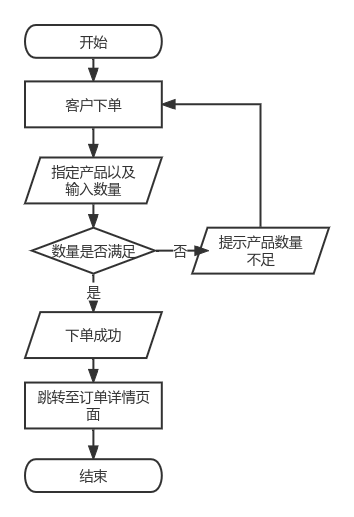 开始
客户下单
指定产品以及
输入数量
数量是否满足
否
提示产品数量
不足
是
下单成功
跳转至订单详情页
面
结束